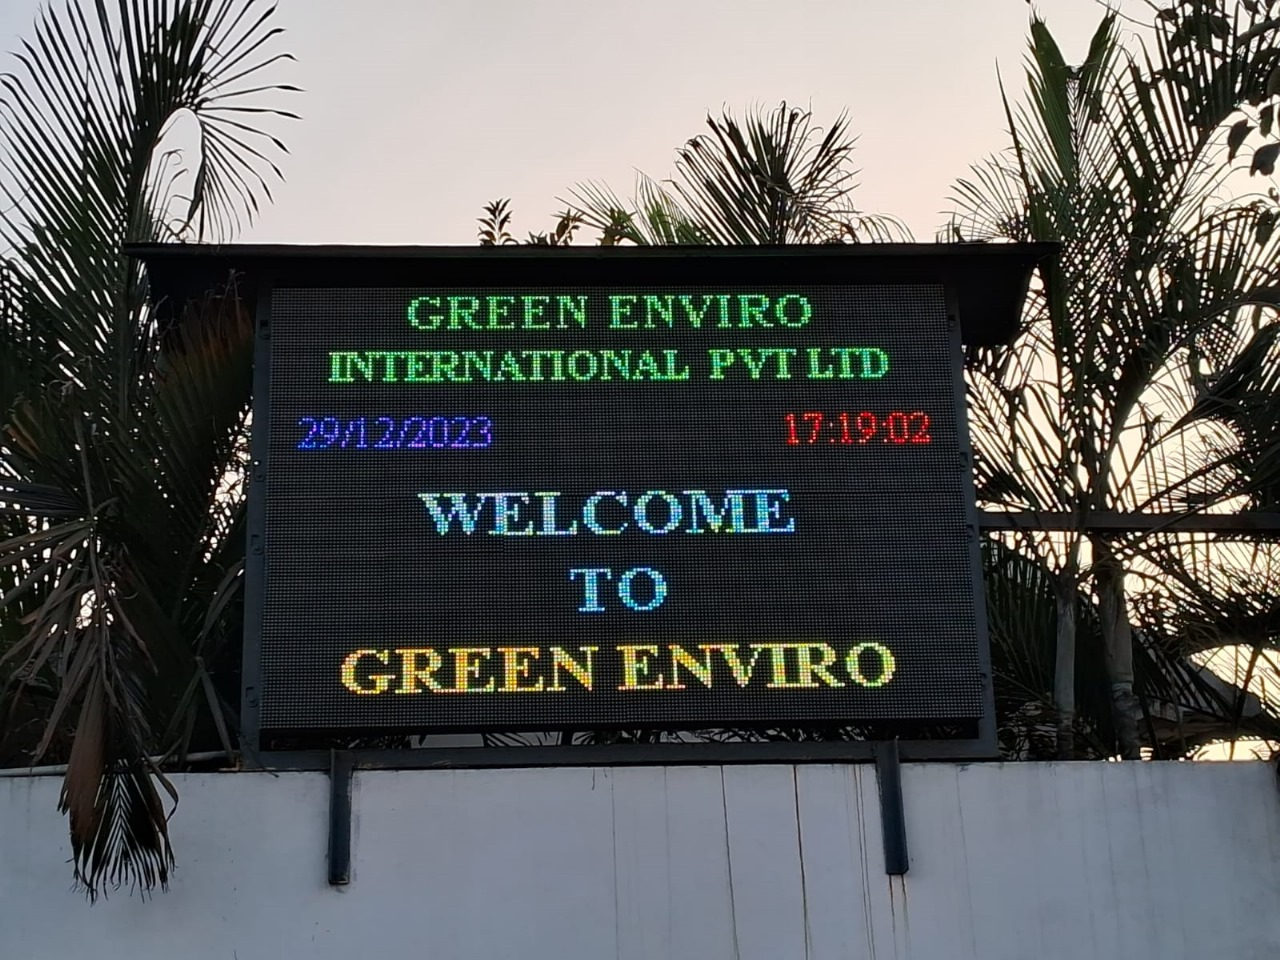 GREEN ENVIRO
INTERNATIONAL PVT LTD
29/12/2023 17:19:02
WELCOME
TO
GREEN ENVIRO